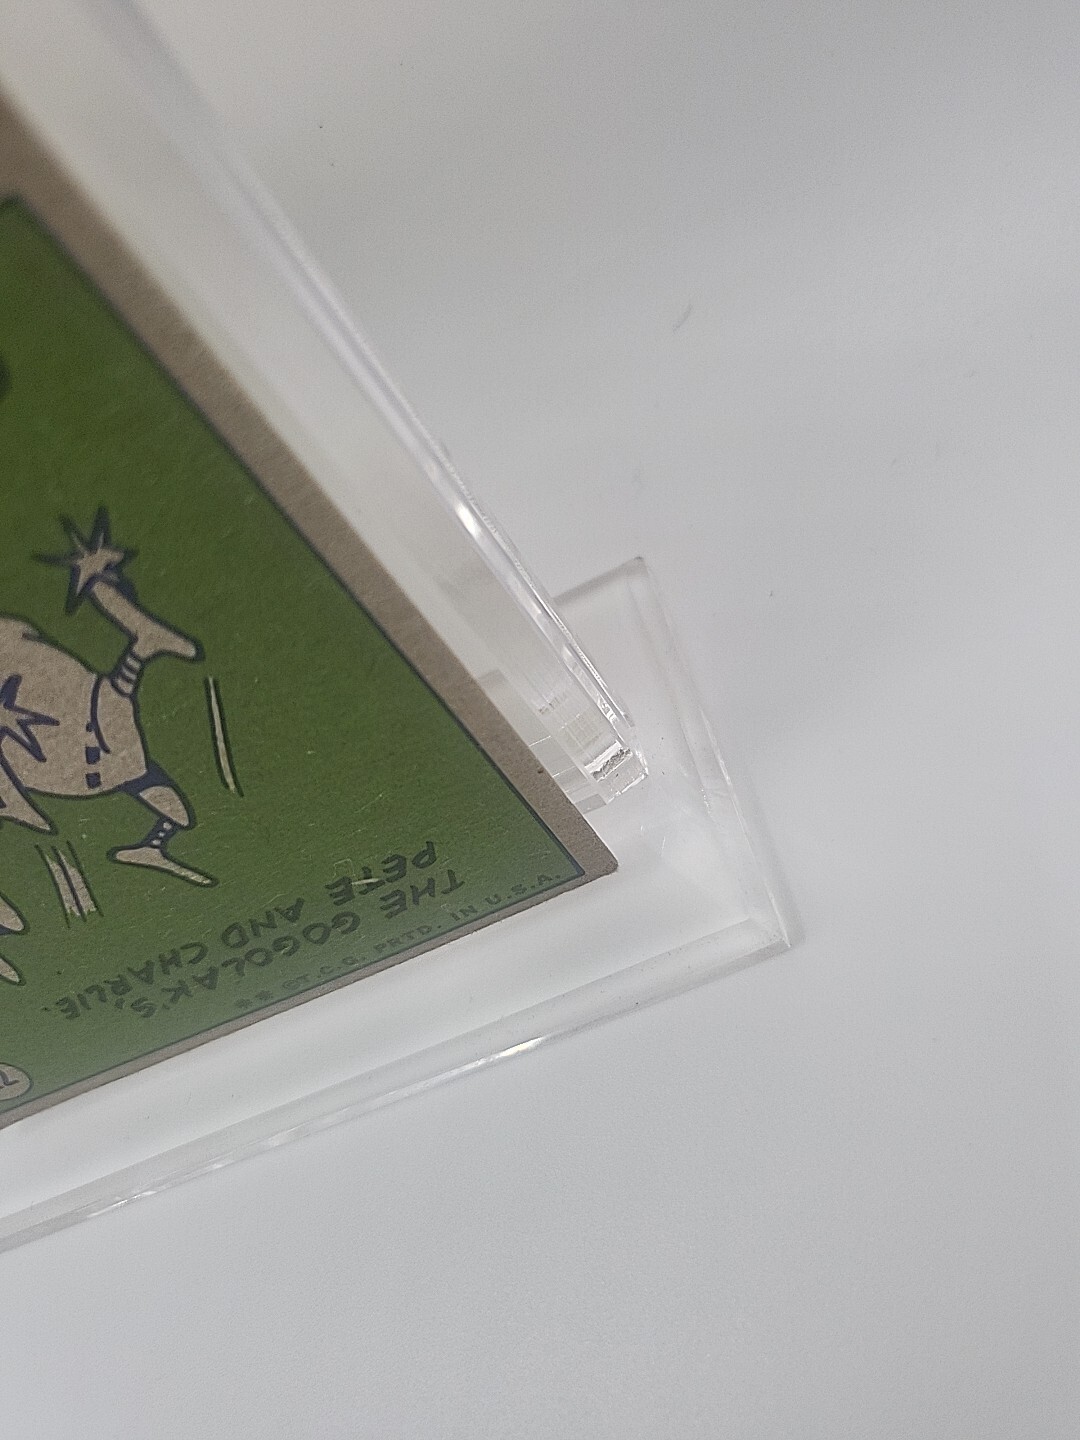 THE GOGOLAK'S,
PETE AND CHARLIE.
** ©T.C.G. PRTD. IN U.S.A.